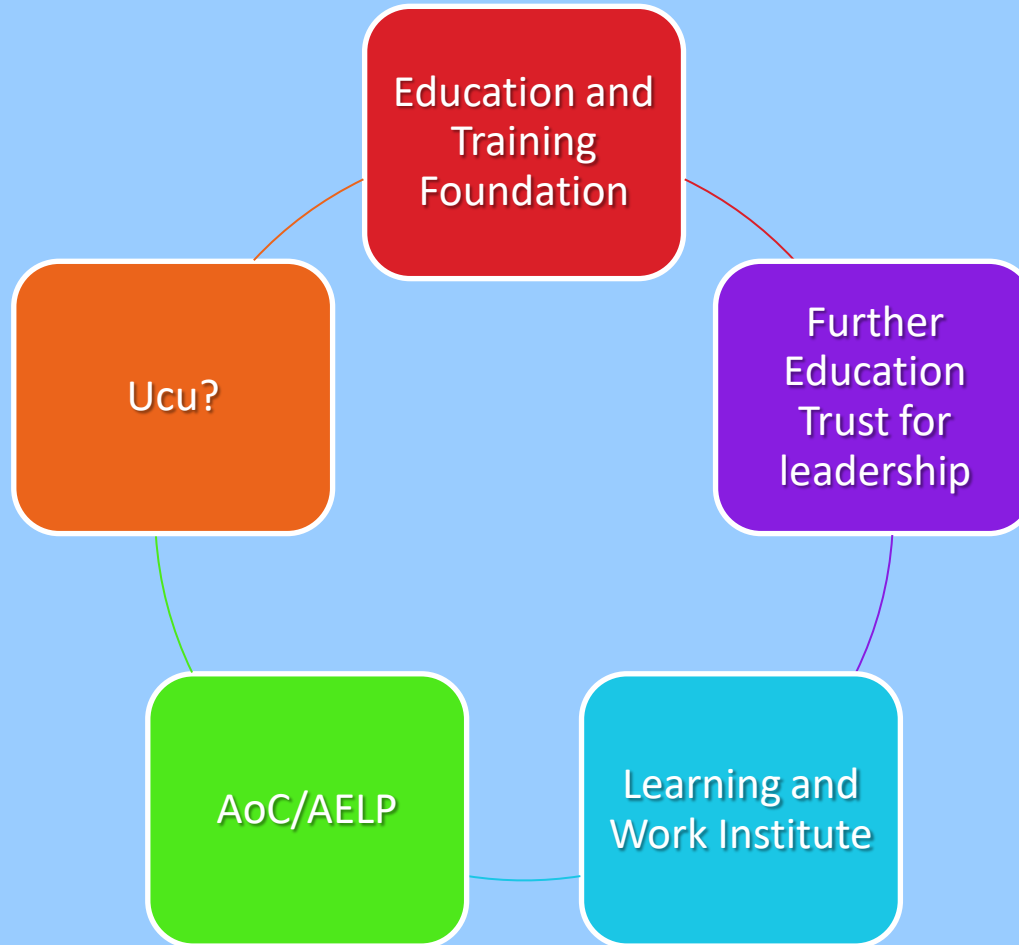 Education and
Training
Foundation
Further
Education
Trust for
leadership
Learning and
Work Institute
AoC/AELP
Ucu?